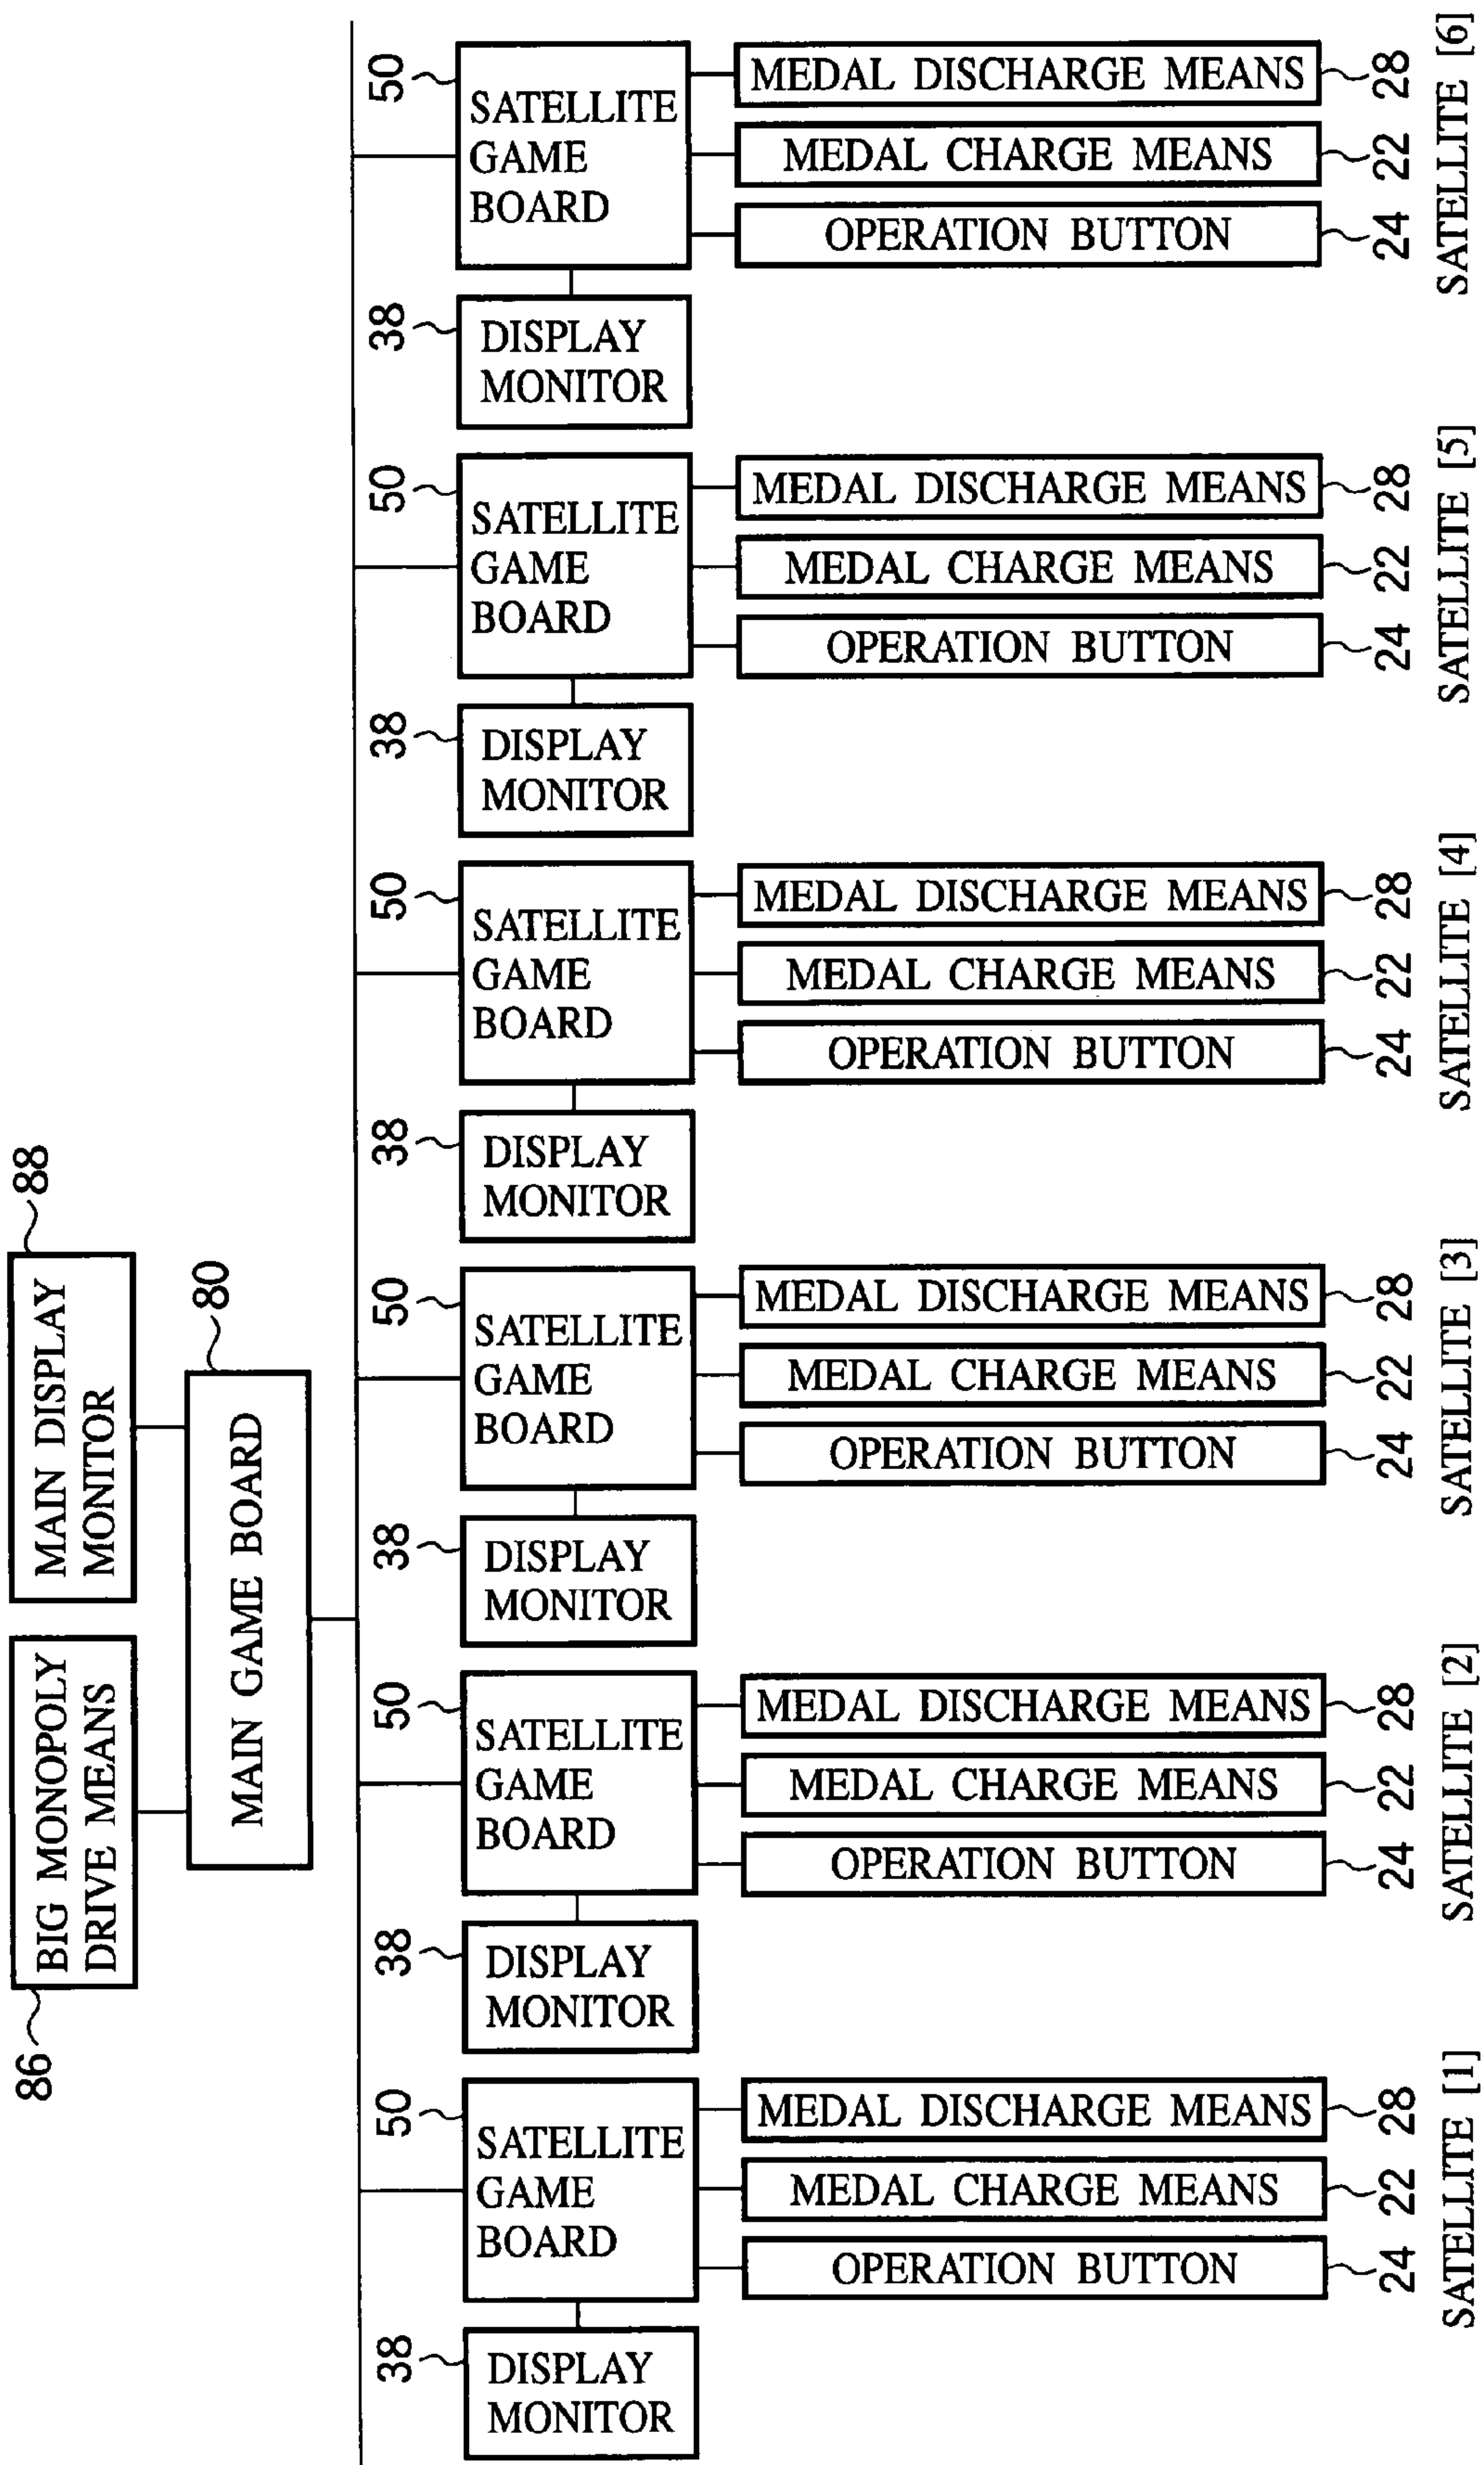 88
MAIN DISPLAY
MONITOR
86
BIG MONOPOLY
DRIVE MEANS
80
MAIN GAME BOARD
50
SATELLITE
GAME
BOARD
MEDAL DISCHARGE MEANS
28
MEDAL CHARGE MEANS
22
OPERATION BUTTON
24
38
DISPLAY
MONITOR
SATELLITE [6]
50
SATELLITE
GAME
BOARD
MEDAL DISCHARGE MEANS
28
MEDAL CHARGE MEANS
22
OPERATION BUTTON
24
38
DISPLAY
MONITOR
SATELLITE [5]
50
SATELLITE
GAME
BOARD
MEDAL DISCHARGE MEANS
28
MEDAL CHARGE MEANS
22
OPERATION BUTTON
24
38
DISPLAY
MONITOR
SATELLITE [4]
50
SATELLITE
GAME
BOARD
MEDAL DISCHARGE MEANS
28
MEDAL CHARGE MEANS
22
OPERATION BUTTON
24
38
DISPLAY
MONITOR
SATELLITE [3]
50
SATELLITE
GAME
BOARD
MEDAL DISCHARGE MEANS
28
MEDAL CHARGE MEANS
22
OPERATION BUTTON
24
38
DISPLAY
MONITOR
SATELLITE [2]
50
SATELLITE
GAME
BOARD
MEDAL DISCHARGE MEANS
28
MEDAL CHARGE MEANS
22
OPERATION BUTTON
24
38
DISPLAY
MONITOR
SATELLITE [1]